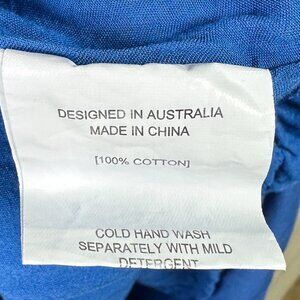 DESIGNED IN AUSTRALIA
MADE IN CHINA
[100% COTTON]
COLD HAND WASH
SEPARATELY WITH MILD
DETERGENT